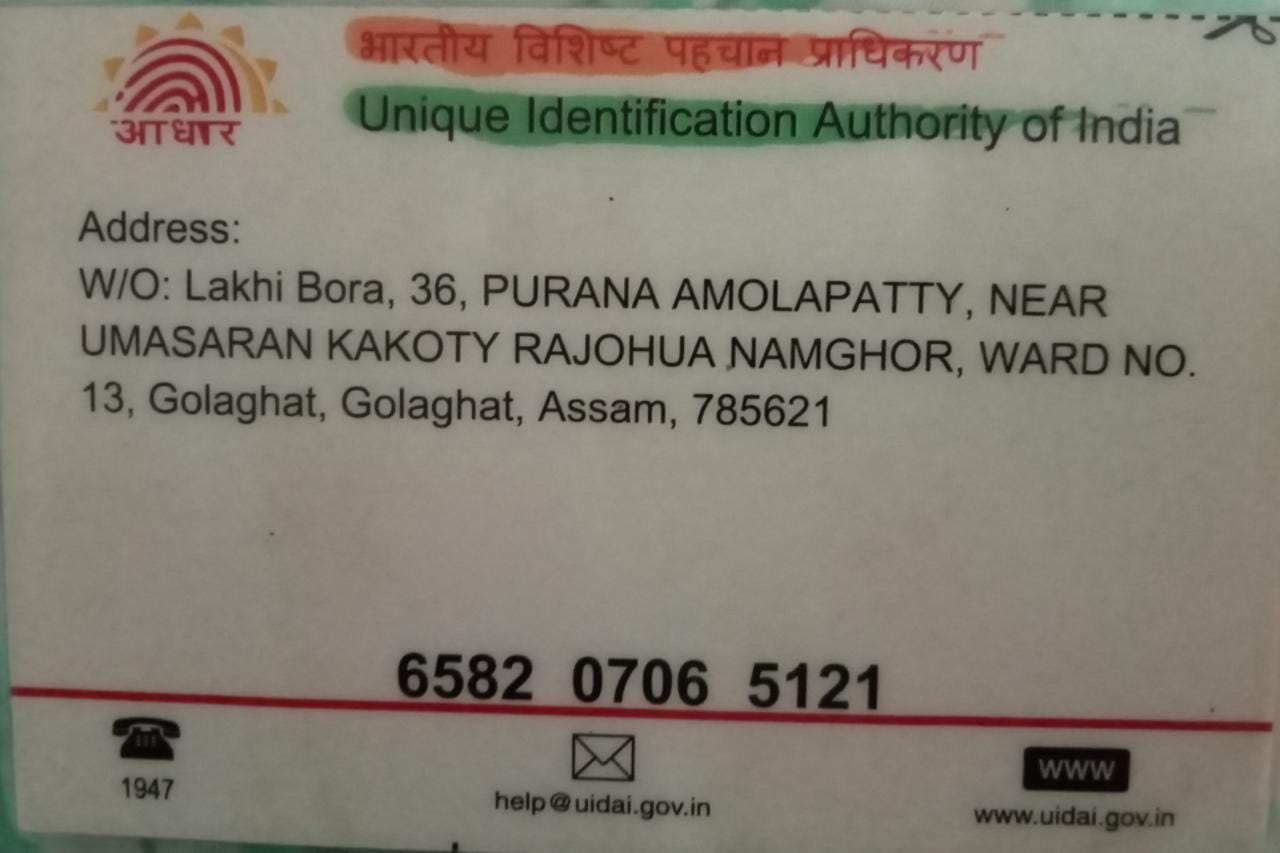 भारतीय विशिष्ट पहचान प्राधिकरण
आधार
Unique Identification Authority of India
Address:
W/O: Lakhi Bora, 36, PURANA AMOLAPATTY, NEAR
UMASARAN KAKOTY RAJOHUA NAMGHOR, WARD NO.
13, Golaghat, Golaghat, Assam, 785621
6582 0706 5121
1947
help@uidai.gov.in
WWW
www.uidai.gov.in